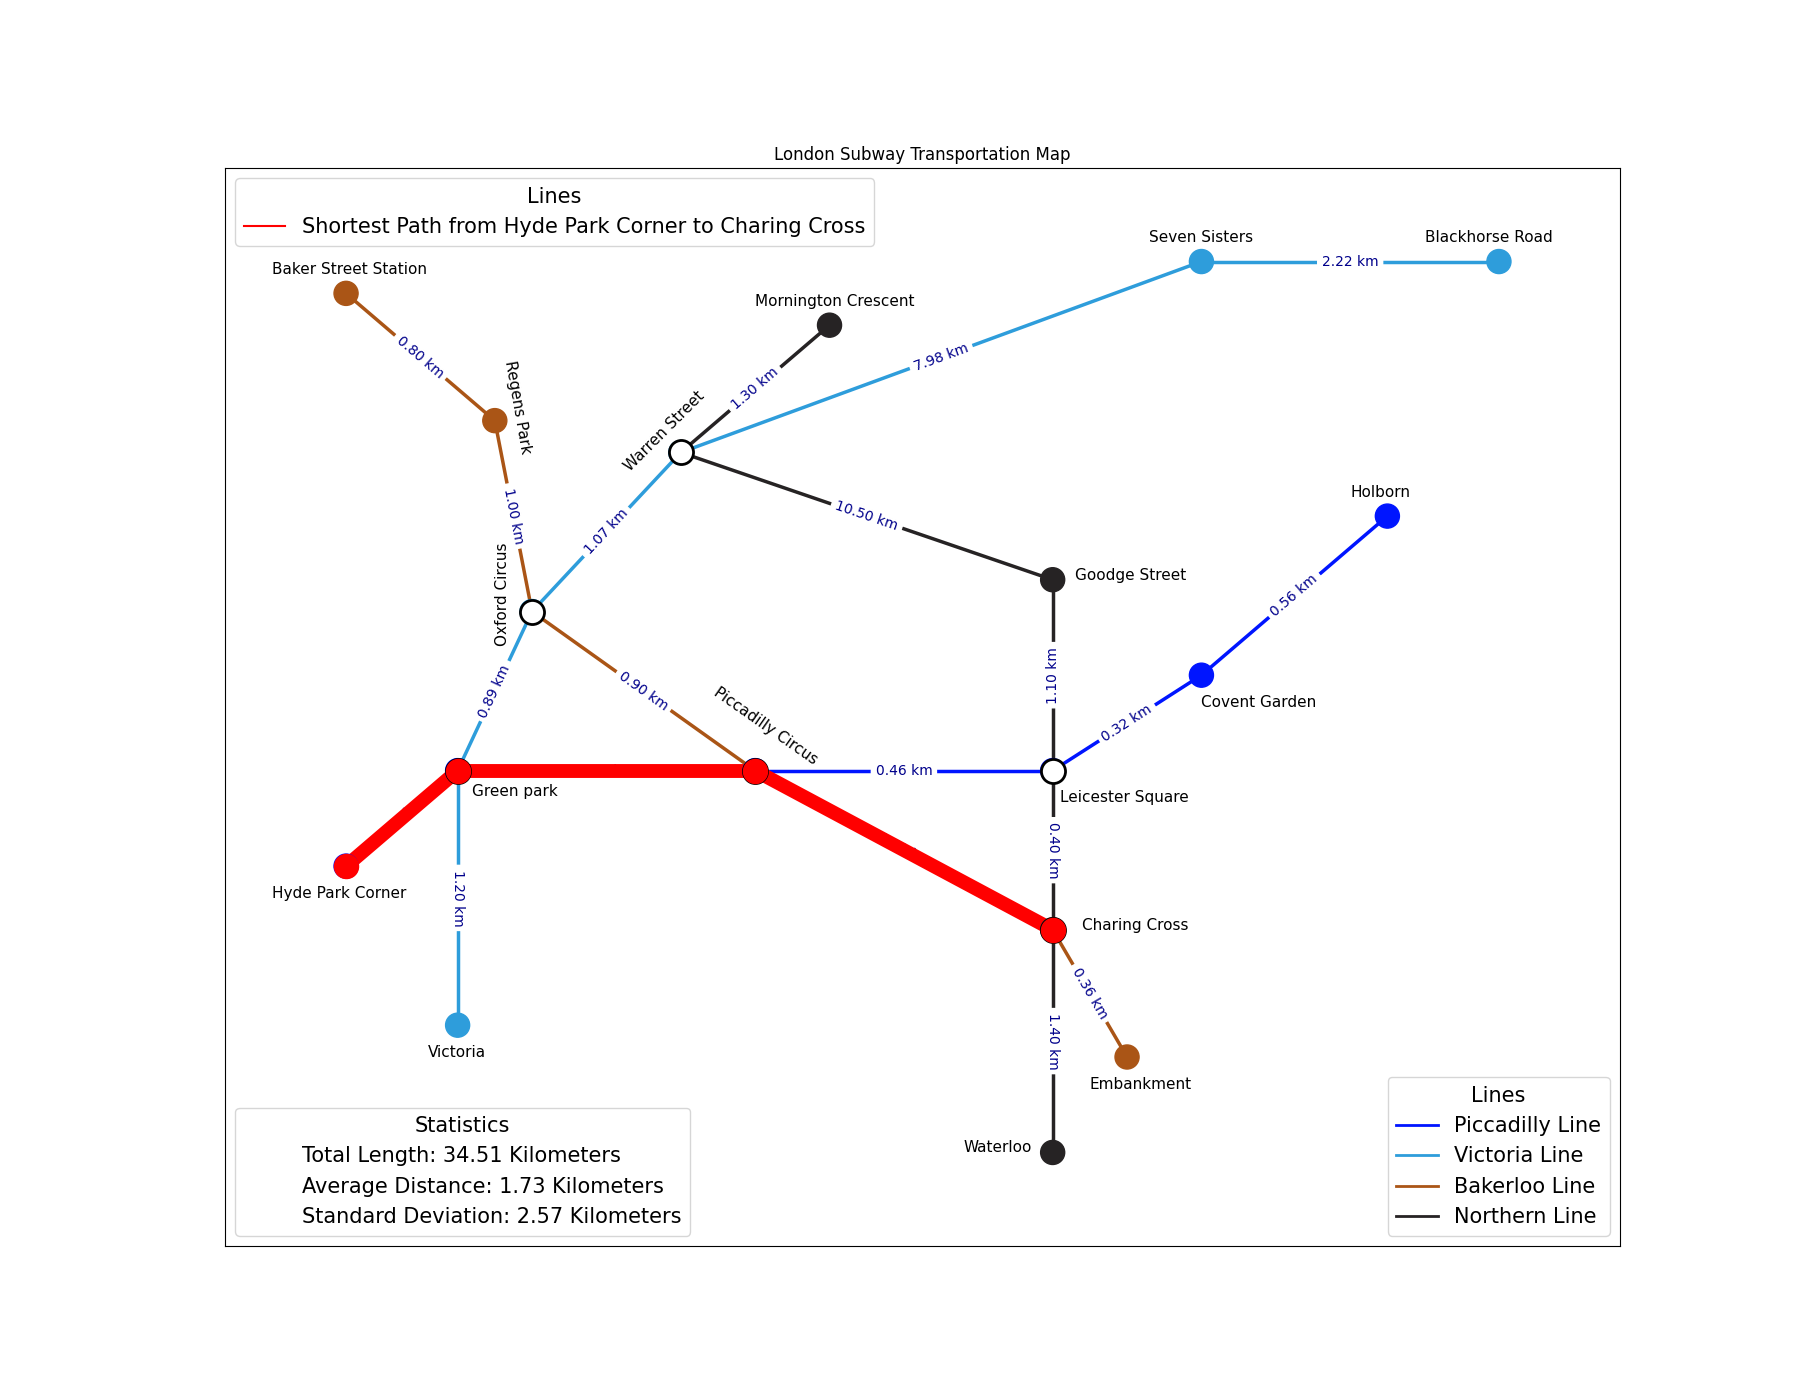 London Subway Transportation Map
Lines
Shortest Path from Hyde Park Corner to Charing Cross
Seven Sisters
Blackhorse Road
2.22 km
Baker Street Station
Mornington Crescent
0.80 km
7.98 km
1.30 km
Regens Park
Warren Street
Holborn
1.00 km
10.50 km
1.07 km
Oxford Circus
Goodge Street
0.56 km
0.89 km
0.90 km
1.10 km
Covent Garden
0.32 km
Piccadilly Circus
0.46 km
Green park
Leicester Square
0.40 km
Hyde Park Corner
1.20 km
Charing Cross
0.36 km
1.40 km
Victoria
Embankment
Waterloo
Statistics
Total Length: 34.51 Kilometers
Average Distance: 1.73 Kilometers
Standard Deviation: 2.57 Kilometers
Lines
Piccadilly Line
Victoria Line
Bakerloo Line
Northern Line